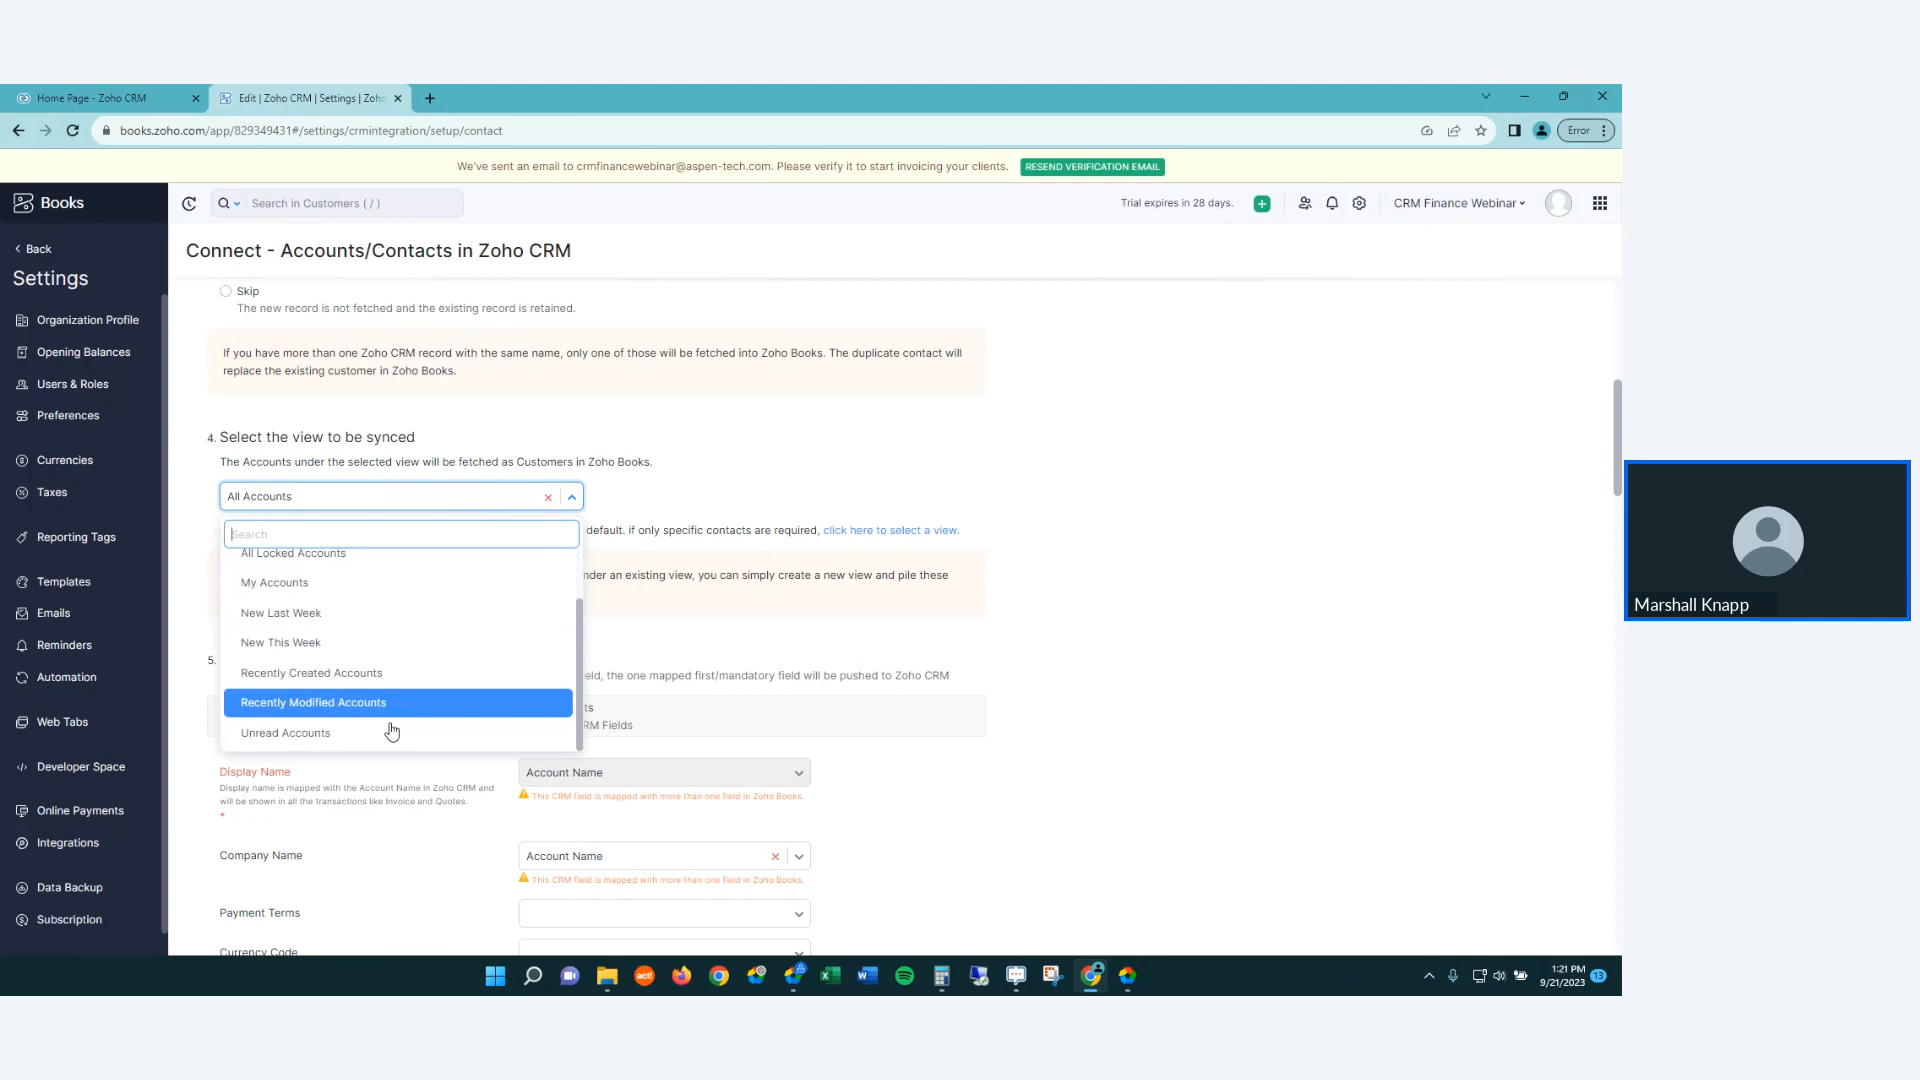 Home Page - Zoho CRM
Edit | Zoho CRM | Settings | Zoho
books.zoho.com/app/829349431#/settings/crmintegration/setup/contact
Error
We've sent an email to crmfinancewebinar@aspen-tech.com. Please verify it to start invoicing your clients.
RESEND VERIFICATION EMAIL
Books
Search in Customers ( / )
Trial expires in 28 days.
CRM Finance Webinar
Back
Settings
Organization Profile
Opening Balances
Users & Roles
Preferences
Currencies
Taxes
Reporting Tags
Templates
Emails
Reminders
Automation
Web Tabs
Developer Space
Online Payments
Integrations
Data Backup
Subscription
Connect - Accounts/Contacts in Zoho CRM
Skip
The new record is not fetched and the existing record is retained.
If you have more than one Zoho CRM record with the same name, only one of those will be fetched into Zoho Books. The duplicate contact will
replace the existing customer in Zoho Books.
4. Select the view to be synced
The Accounts under the selected view will be fetched as Customers in Zoho Books.
All Accounts
Search
default. if only specific contacts are required, click here to select a view.
All Locked Accounts
My Accounts
nder an existing view, you can simply create a new view and pile these
New Last Week
New This Week
5.
Recently Created Accounts
eld, the one mapped first/mandatory field will be pushed to Zoho CRM
Recently Modified Accounts
ts
RM Fields
Unread Accounts
Display Name
Display name is mapped with the Account Name in Zoho CRM and
will be shown in all the transactions like Invoice and Quotes.
*
Account Name
This CRM field is mapped with more than one field in Zoho Books.
Company Name
Account Name
This CRM field is mapped with more than one field in Zoho Books.
Payment Terms
Currency Code
act!
1:21 PM
9/21/2023
13
Marshall Knapp